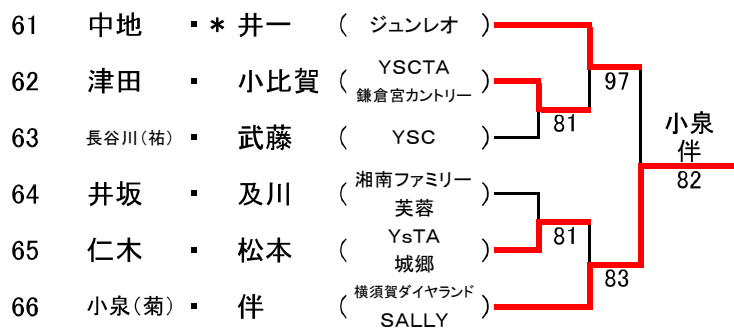 61 中地 ・ * 井一 ( ジュンレオ )
62 津田 ・ 小比賀 ( YSCTA 鎌倉宮カントリー )
97
81
63 長谷川(祐) ・ 武藤 ( YSC )
小泉
伴
82
64 井坂 ・ 及川 ( 湘南ファミリー 芙蓉 )
81
65 仁木 ・ 松本 ( YsTA 城郷 )
83
66 小泉(菊) ・ 伴 ( 横須賀ダイヤランド SALLY )